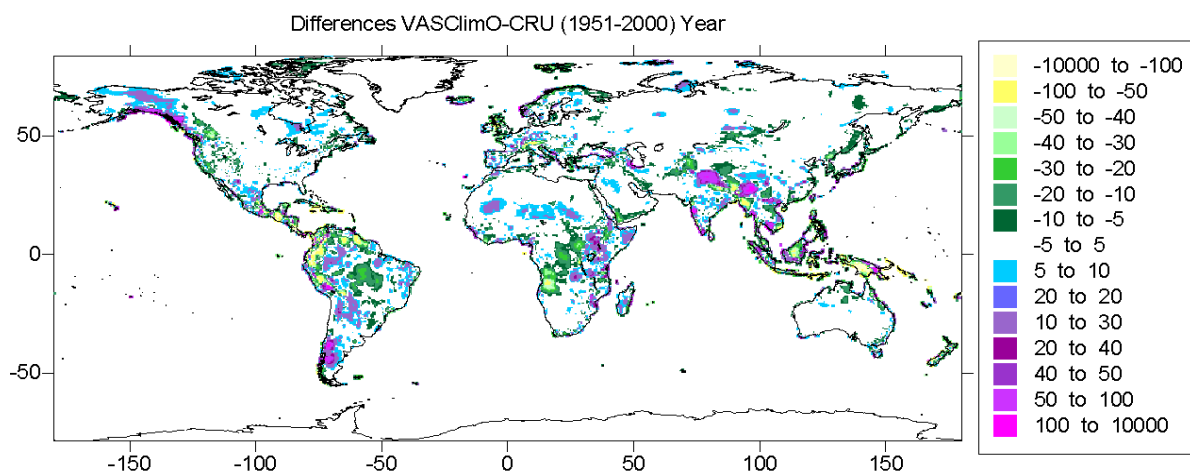 Differences VASClimO-CRU (1951-2000) Year
50
0
-50
-150
-100
-50
0
50
100
150
-10000 to -100
-100 to -50
-50 to -40
-40 to -30
-30 to -20
-20 to -10
-10 to -5
-5 to 5
5 to 10
20 to 20
10 to 30
20 to 40
40 to 50
50 to 100
100 to 10000